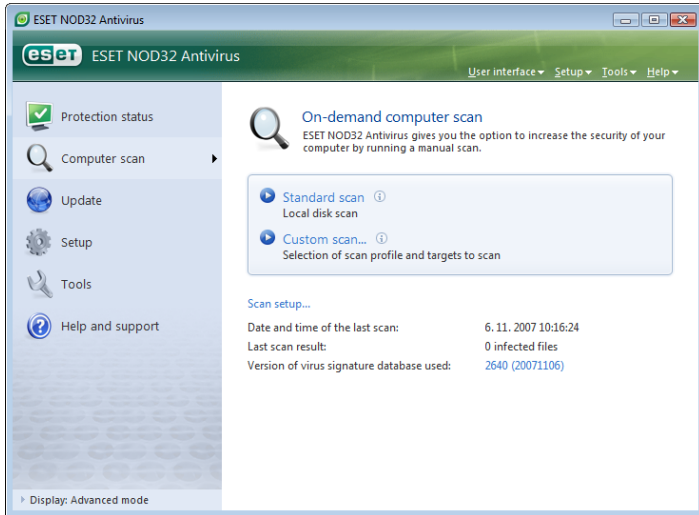 ESET NOD32 Antivirus
eseT ESET NOD32 Antivirus
User interface Setup Tools Help
Protection status
Computer scan
Update
Setup
Tools
Help and support
Display: Advanced mode
On-demand computer scan
ESET NOD32 Antivirus gives you the option to increase the security of your
computer by running a manual scan.
Standard scan
Local disk scan
Custom scan...
Selection of scan profile and targets to scan
Scan setup...
Date and time of the last scan: 6. 11. 2007 10:16:24
Last scan result: 0 infected files
Version of virus signature database used: 2640 (20071106)